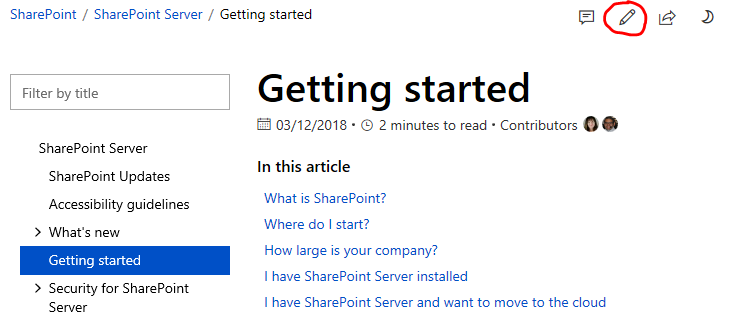 SharePoint / SharePoint Server / Getting started
Filter by title
SharePoint Server
SharePoint Updates
Accessibility guidelines
What's new
Getting started
Security for SharePoint
Server
Getting started
03/12/2018 • 2 minutes to read • Contributors
In this article
What is SharePoint?
Where do I start?
How large is your company?
I have SharePoint Server installed
I have SharePoint Server and want to move to the cloud